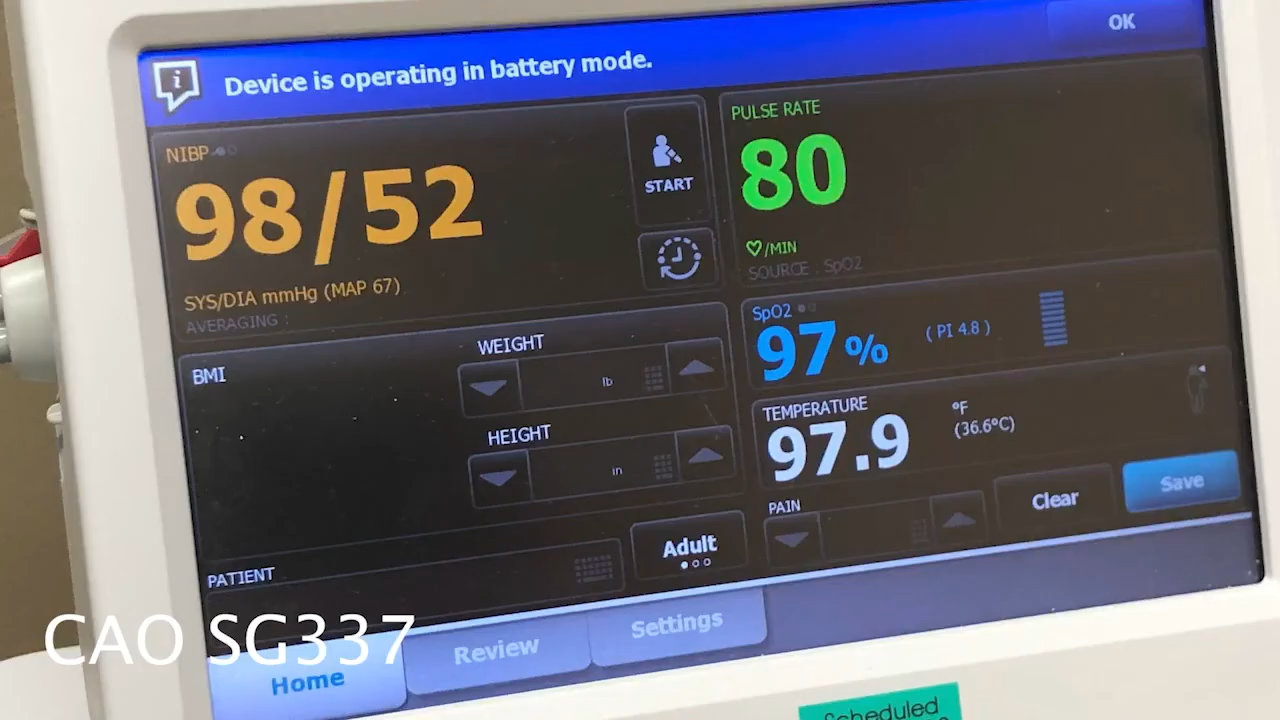 Device is operating in battery mode.
OK
NIBP
98/52
SYS/DIA mmHg (MAP 67)
AVERAGING :
START
PULSE RATE
80
/MIN
SOURCE : SpO2
SpO2
97%
( PI 4.8 )
TEMPERATURE
97.9
°F
(36.6°C)
BMI
WEIGHT
lb
HEIGHT
in
PAIN
Clear
Save
PATIENT
Adult
Home
Review
Settings
CAO SG337
Scheduled